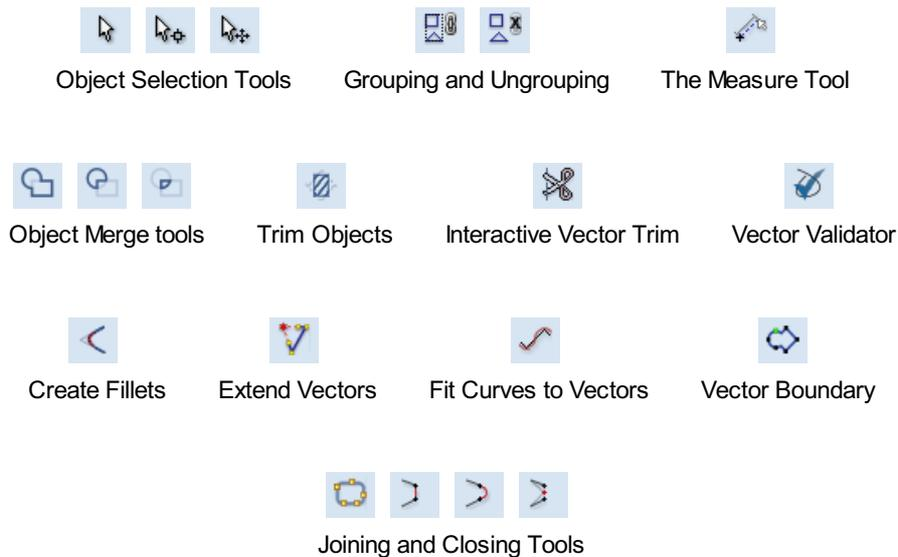 Object Selection Tools
Grouping and Ungrouping
The Measure Tool
Object Merge tools
Trim Objects
Interactive Vector Trim
Vector Validator
Create Fillets
Extend Vectors
Fit Curves to Vectors
Vector Boundary
Joining and Closing Tools